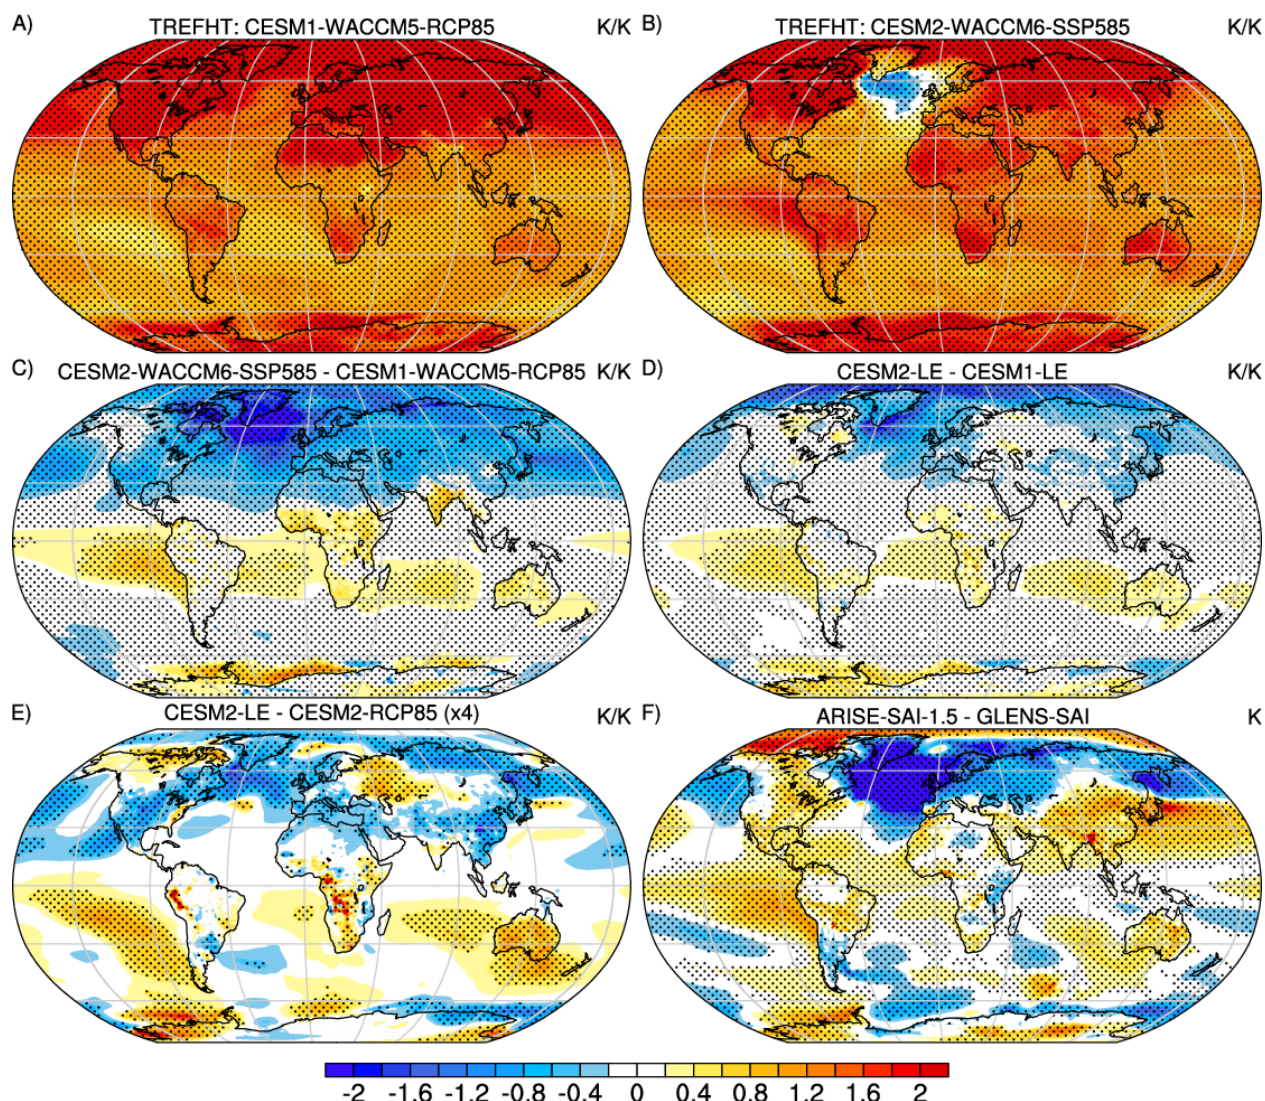 A) TREFHT: CESM1-WACCM5-RCP85 K/K
B) TREFHT: CESM2-WACCM6-SSP585 K/K
C) CESM2-WACCM6-SSP585 - CESM1-WACCM5-RCP85 K/K
D) CESM2-LE - CESM1-LE K/K
E) CESM2-LE - CESM2-RCP85 (x4) K/K
F) ARISE-SAI-1.5 - GLENS-SAI K
-2 -1.6 -1.2 -0.8 -0.4 0 0.4 0.8 1.2 1.6 2